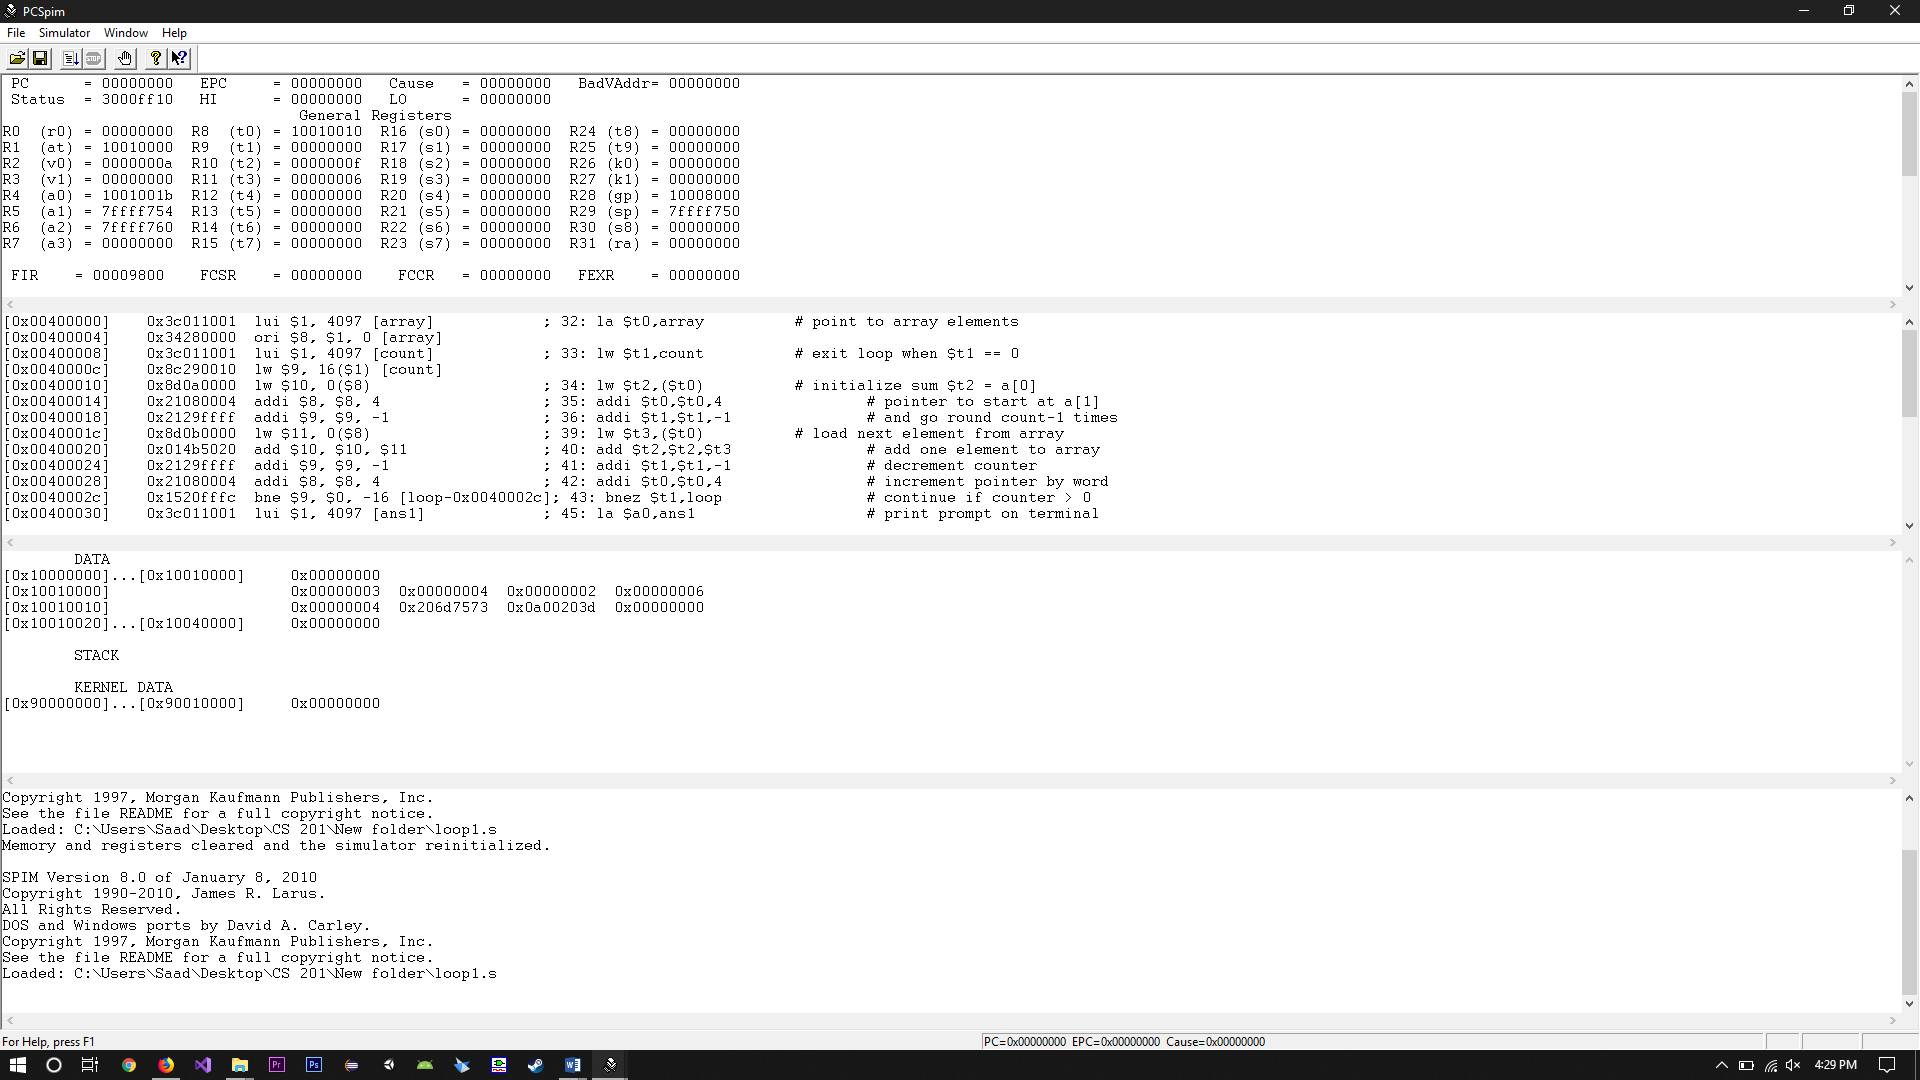 PCSpim
File Simulator Window Help
PC = 00000000 EPC = 00000000 Cause = 00000000 BadVAddr= 00000000
Status = 3000ff10 HI = 00000000 LO = 00000000
General Registers
R0 (r0) = 00000000 R8 (t0) = 10010010 R16 (s0) = 00000000 R24 (t8) = 00000000
R1 (at) = 10010000 R9 (t1) = 00000000 R17 (s1) = 00000000 R25 (t9) = 00000000
R2 (v0) = 0000000a R10 (t2) = 0000000f R18 (s2) = 00000000 R26 (k0) = 00000000
R3 (v1) = 00000000 R11 (t3) = 00000006 R19 (s3) = 00000000 R27 (k1) = 00000000
R4 (a0) = 1001001b R12 (t4) = 00000000 R20 (s4) = 00000000 R28 (gp) = 10008000
R5 (a1) = 7ffff754 R13 (t5) = 00000000 R21 (s5) = 00000000 R29 (sp) = 7ffff750
R6 (a2) = 7ffff760 R14 (t6) = 00000000 R22 (s6) = 00000000 R30 (s8) = 00000000
R7 (a3) = 00000000 R15 (t7) = 00000000 R23 (s7) = 00000000 R31 (ra) = 00000000
FIR = 00009800 FCSR = 00000000 FCCR = 00000000 FEXR = 00000000
[0x00400000] 0x3c011001 lui $1, 4097 [array] ; 32: la $t0,array # point to array elements
[0x00400004] 0x34280000 ori $8, $1, 0 [array]
[0x00400008] 0x3c011001 lui $1, 4097 [count] ; 33: lw $t1,count # exit loop when $t1 == 0
[0x0040000c] 0x8c290010 lw $9, 16($1) [count]
[0x00400010] 0x8d0a0000 lw $10, 0($8) ; 34: lw $t2,($t0) # initialize sum $t2 = a[0]
[0x00400014] 0x21080004 addi $8, $8, 4 ; 35: addi $t0,$t0,4 # pointer to start at a[1]
[0x00400018] 0x2129ffff addi $9, $9, -1 ; 36: addi $t1,$t1,-1 # and go round count-1 times
[0x0040001c] 0x8d0b0000 lw $11, 0($8) ; 39: lw $t3,($t0) # load next element from array
[0x00400020] 0x014b5020 add $10, $10, $11 ; 40: add $t2,$t2,$t3 # add one element to array
[0x00400024] 0x2129ffff addi $9, $9, -1 ; 41: addi $t1,$t1,-1 # decrement counter
[0x00400028] 0x21080004 addi $8, $8, 4 ; 42: addi $t0,$t0,4 # increment pointer by word
[0x0040002c] 0x1520fffc bne $9, $0, -16 [loop-0x0040002c]; 43: bnez $t1,loop # continue if counter > 0
[0x00400030] 0x3c011001 lui $1, 4097 [ans1] ; 45: la $a0,ans1 # print prompt on terminal
DATA
[0x10000000]...[0x10010000] 0x00000000
[0x10010000] 0x00000003 0x00000004 0x00000002 0x00000006
[0x10010010] 0x00000004 0x206d7573 0x0a00203d 0x00000000
[0x10010020]...[0x10040000] 0x00000000
STACK
KERNEL DATA
[0x90000000]...[0x90010000] 0x00000000
Copyright 1997, Morgan Kaufmann Publishers, Inc.
See the file README for a full copyright notice.
Loaded: C:\Users\Saad\Desktop\CS 201\New folder\loop1.s
Memory and registers cleared and the simulator reinitialized.
SPIM Version 8.0 of January 8, 2010
Copyright 1990-2010, James R. Larus.
All Rights Reserved.
DOS and Windows ports by David A. Carley.
Copyright 1997, Morgan Kaufmann Publishers, Inc.
See the file README for a full copyright notice.
Loaded: C:\Users\Saad\Desktop\CS 201\New folder\loop1.s
For Help, press F1
PC=0x00000000 EPC=0x00000000 Cause=0x00000000
Pr Ps
4:29 PM